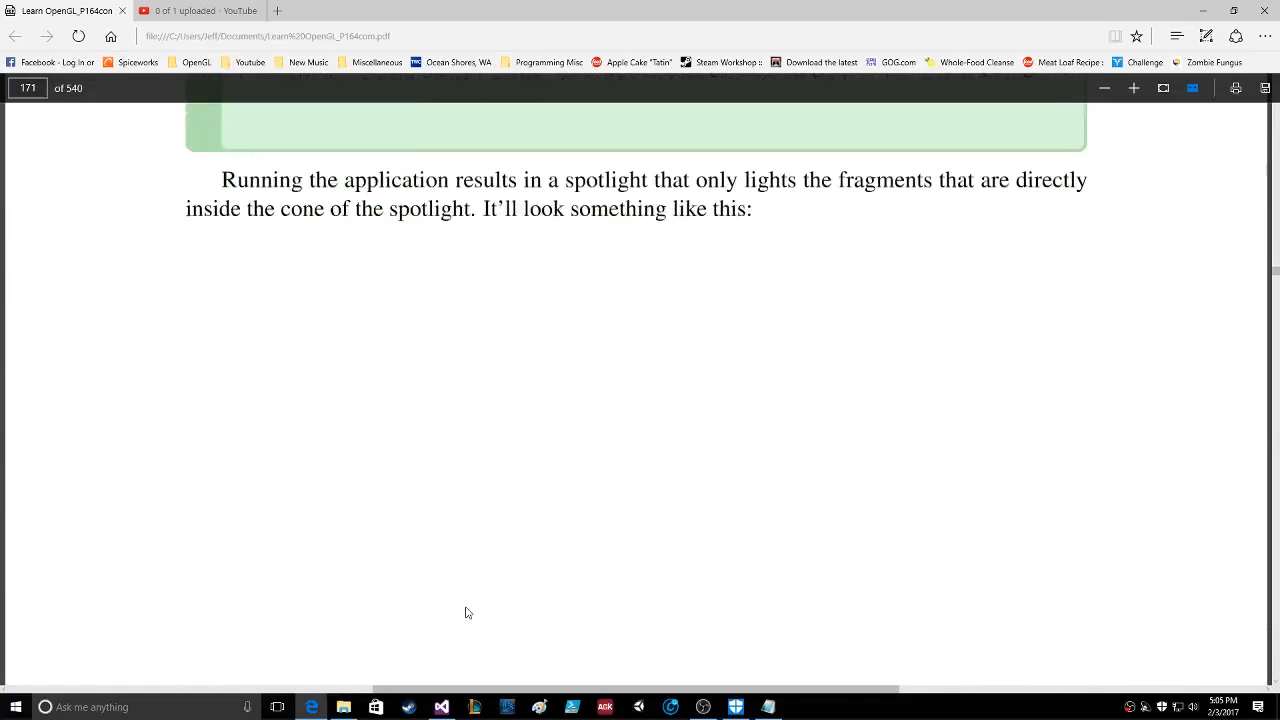 Learn OpenGL_P164com
0 of 1 uploaded - YouTube
file:///C:/Users/Jeff/Documents/Learn%20OpenGL_P164com.pdf
Facebook - Log In or
Spiceworks
OpenGL
Youtube
New Music
Miscellaneous
Ocean Shores, WA
Programming Misc
Apple Cake "Tatin"
Steam Workshop ::
Download the latest
GOG.com
Whole-Food Cleanse
Meat Loaf Recipe :
Challenge
Zombie Fungus
171 of 540
Running the application results in a spotlight that only lights the fragments that are directly
inside the cone of the spotlight. It'll look something like this:
Ask me anything
AGK
5:05 PM
2/3/2017